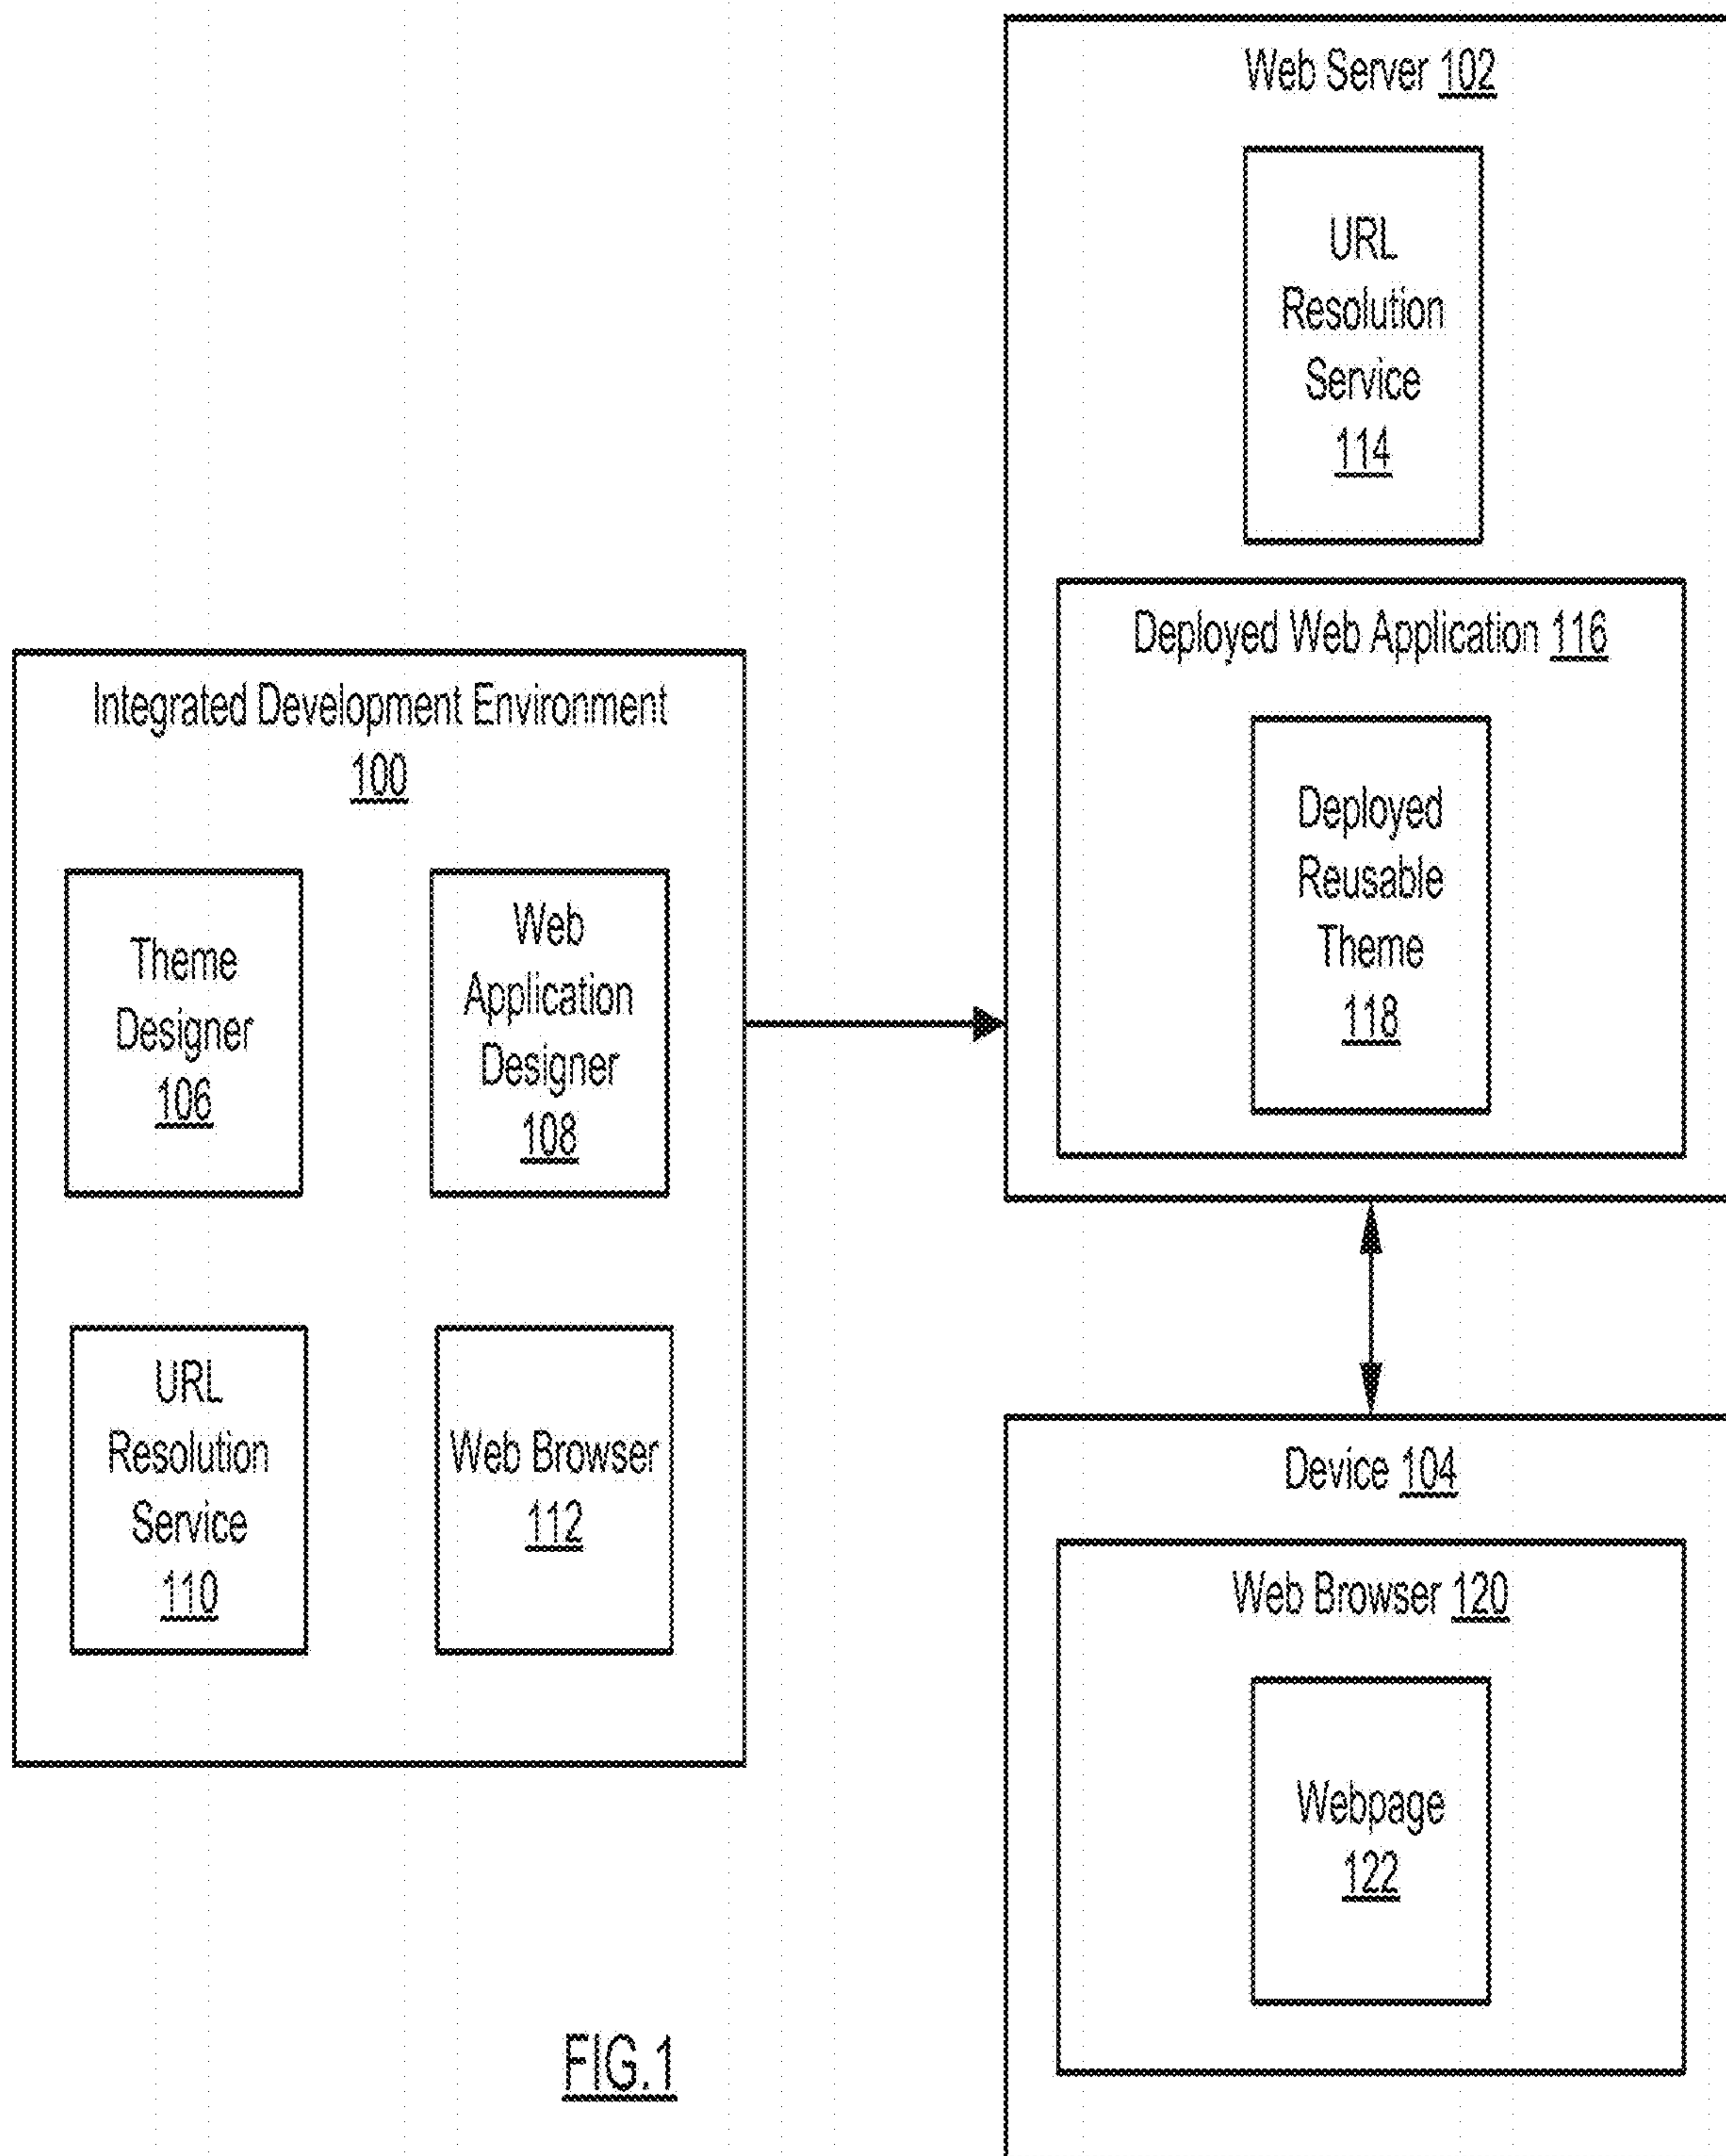 Web Server 102
URL
Resolution
Service
114
Deployed Web Application 116
Deployed
Reusable
Theme
118
Integrated Development Environment
100
Theme
Designer
106
Web
Application
Designer
108
URL
Resolution
Service
110
Web Browser
112
Device 104
Web Browser 120
Webpage
122
FIG.1